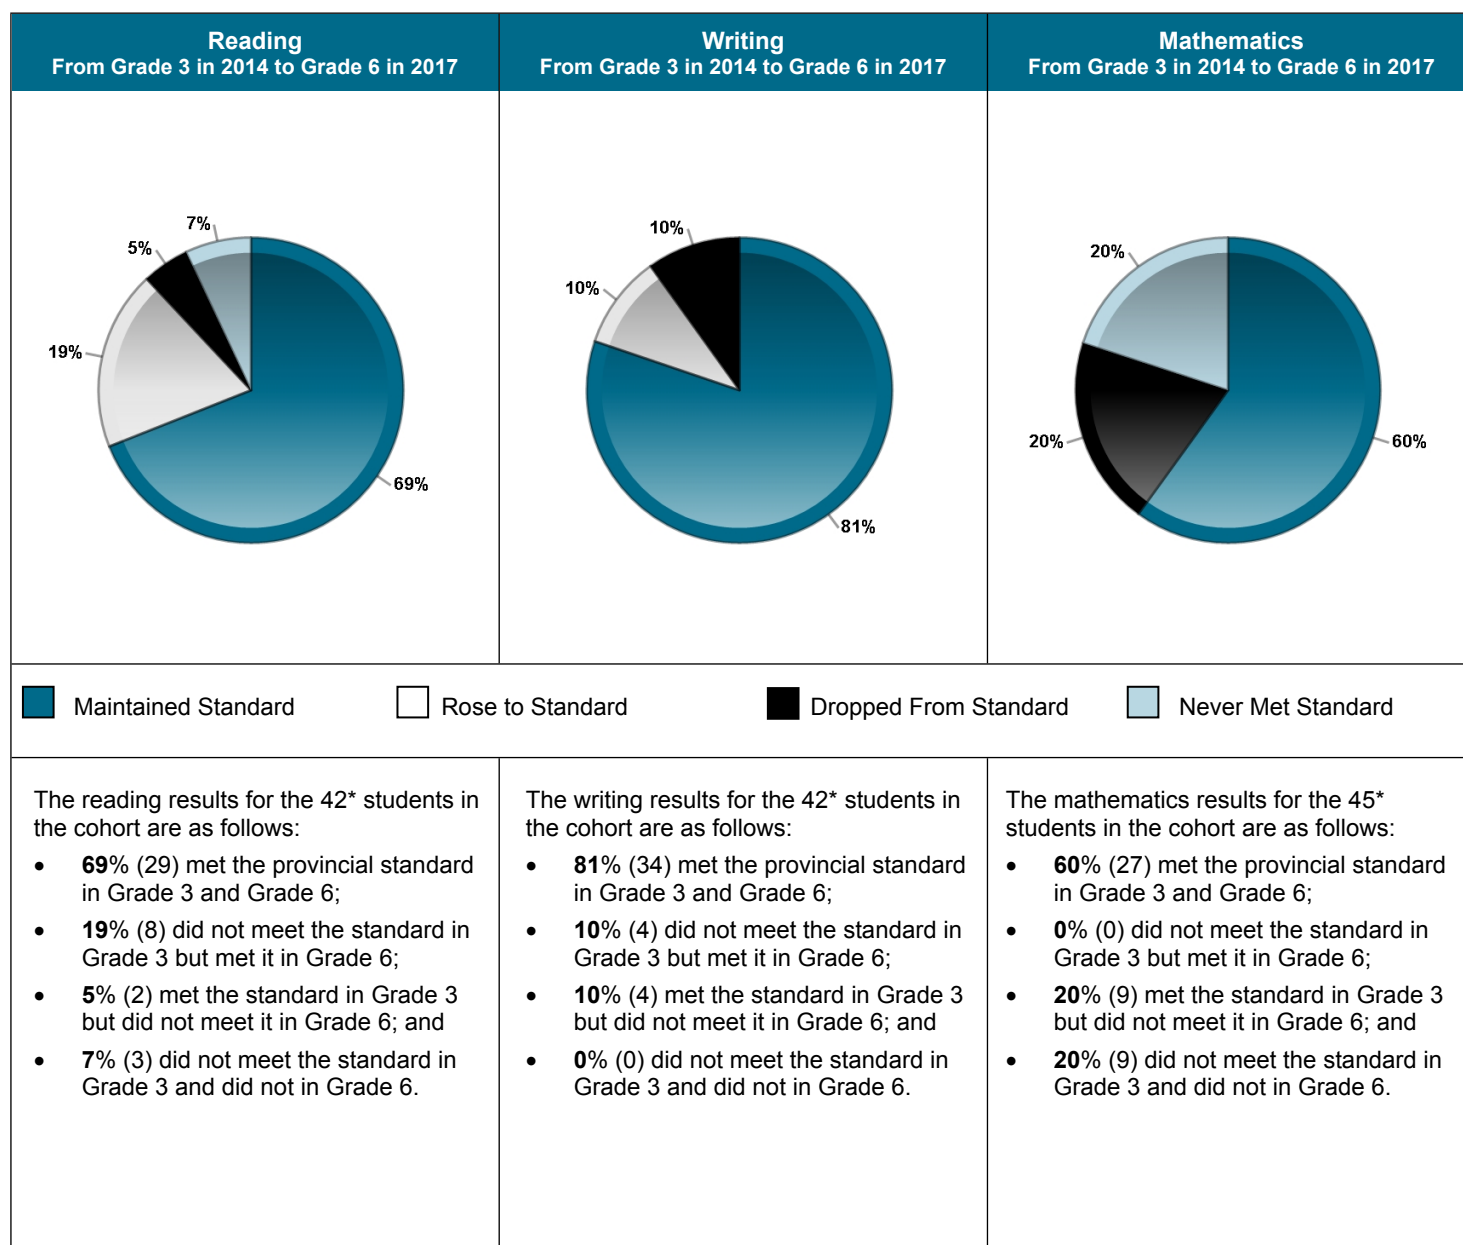 Reading
From Grade 3 in 2014 to Grade 6 in 2017
Writing
From Grade 3 in 2014 to Grade 6 in 2017
Mathematics
From Grade 3 in 2014 to Grade 6 in 2017
7%
5%
19%
69%
10%
10%
81%
20%
20%
60%
Maintained Standard
Rose to Standard
Dropped From Standard
Never Met Standard
The reading results for the 42* students in
the cohort are as follows:
• 69% (29) met the provincial standard
in Grade 3 and Grade 6;
• 19% (8) did not meet the standard in
Grade 3 but met it in Grade 6;
• 5% (2) met the standard in Grade 3
but did not meet it in Grade 6; and
• 7% (3) did not meet the standard in
Grade 3 and did not in Grade 6.
The writing results for the 42* students in
the cohort are as follows:
• 81% (34) met the provincial standard
in Grade 3 and Grade 6;
• 10% (4) did not meet the standard in
Grade 3 but met it in Grade 6;
• 10% (4) met the standard in Grade 3
but did not meet it in Grade 6; and
• 0% (0) did not meet the standard in
Grade 3 and did not in Grade 6.
The mathematics results for the 45*
students in the cohort are as follows:
• 60% (27) met the provincial standard
in Grade 3 and Grade 6;
• 0% (0) did not meet the standard in
Grade 3 but met it in Grade 6;
• 20% (9) met the standard in Grade 3
but did not meet it in Grade 6; and
• 20% (9) did not meet the standard in
Grade 3 and did not in Grade 6.